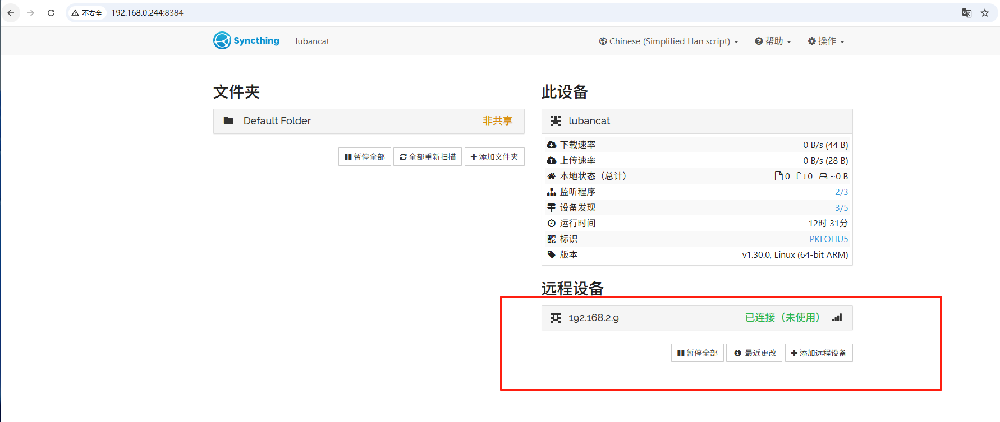 不安全 192.168.0.244:8384
Syncthing lubancat Chinese (Simplified Han script) 帮助 操作
文件夹
Default Folder 非共享
暂停全部 全部重新扫描 添加文件夹
此设备
lubancat
下载速率 0 B/s (44 B)
上传速率 0 B/s (28 B)
本地状态（总计） 0 0 ~0 B
监听程序 2/3
设备发现 3/5
运行时间 12时 31分
标识 PKFOHU5
版本 v1.30.0, Linux (64-bit ARM)
远程设备
192.168.2.9 已连接（未使用）
暂停全部 最近更改 添加远程设备